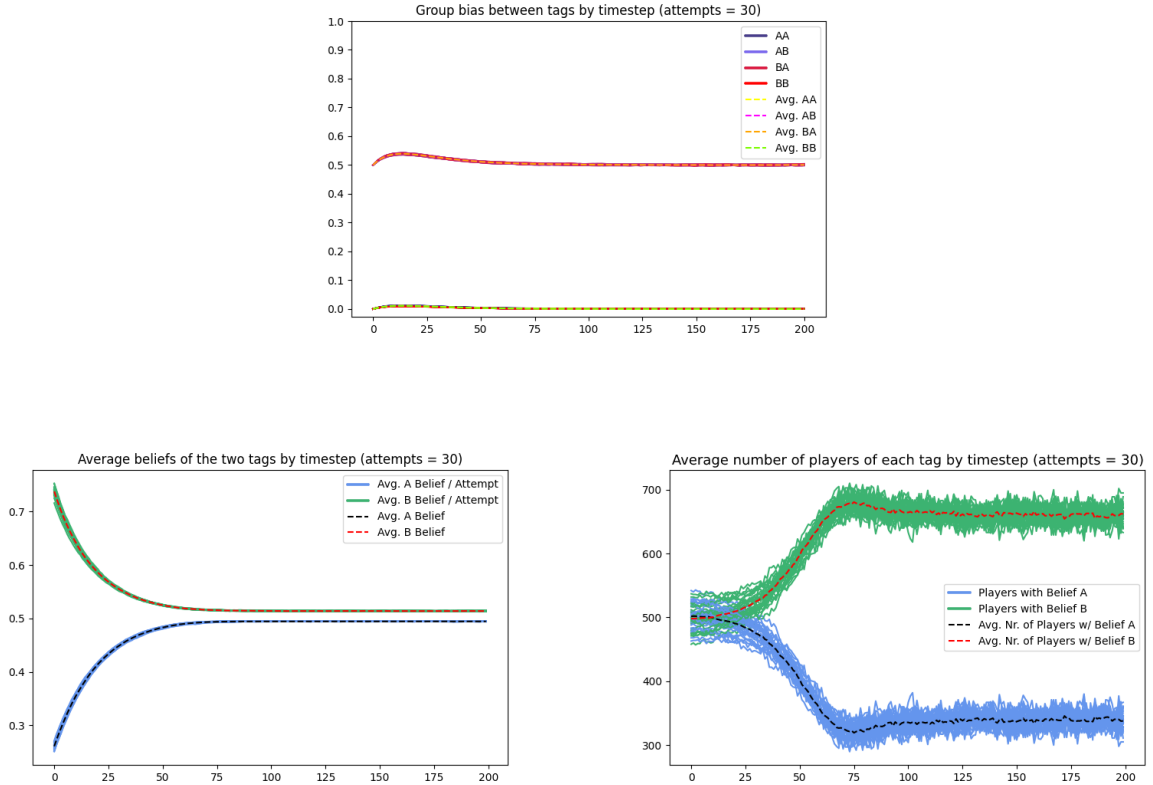 Group bias between tags by timestep (attempts = 30)
1.0
0.9
0.8
0.7
0.6
0.5
0.4
0.3
0.2
0.1
0.0
AA
AB
BA
BB
Avg. AA
Avg. AB
Avg. BA
Avg. BB
0 25 50 75 100 125 150 175 200
Average beliefs of the two tags by timestep (attempts = 30)
0.7
0.6
0.5
0.4
0.3
Avg. A Belief / Attempt
Avg. B Belief / Attempt
Avg. A Belief
Avg. B Belief
0 25 50 75 100 125 150 175 200
Average number of players of each tag by timestep (attempts = 30)
700
600
500
400
300
Players with Belief A
Players with Belief B
Avg. Nr. of Players w/ Belief A
Avg. Nr. of Players w/ Belief B
0 25 50 75 100 125 150 175 200